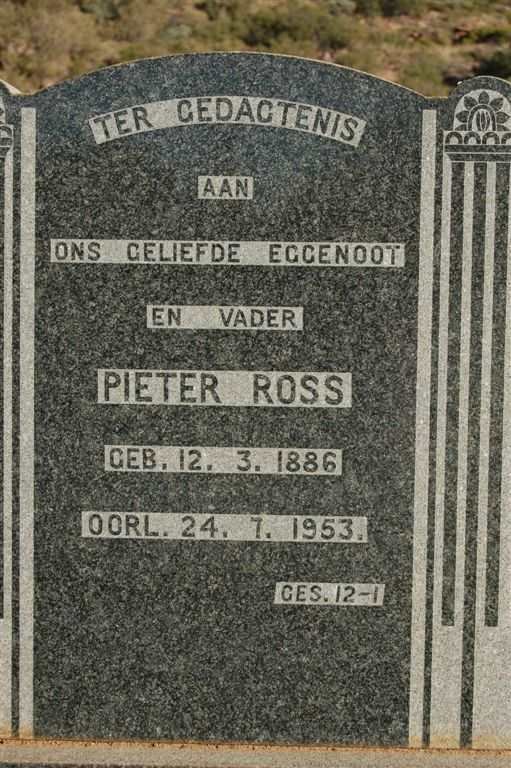 TER GEDAGTENIS
AAN
ONS GELIEFDE EGGENOOT
EN VADER
PIETER ROSS
GEB. 12. 3. 1886
OORL. 24. 7. 1953.
GES. 12-1